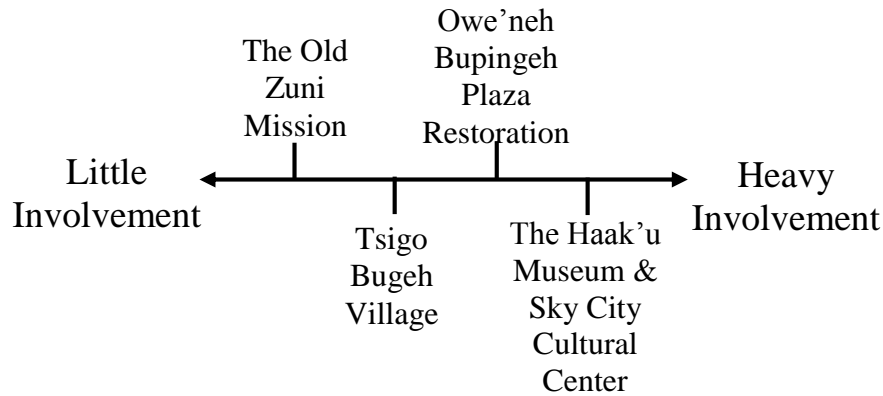 The Old
Zuni
Mission
Owe’neh
Bupingeh
Plaza
Restoration
Little
Involvement
Heavy
Involvement
Tsigo
Bugeh
Village
The Haak’u
Museum &
Sky City
Cultural
Center